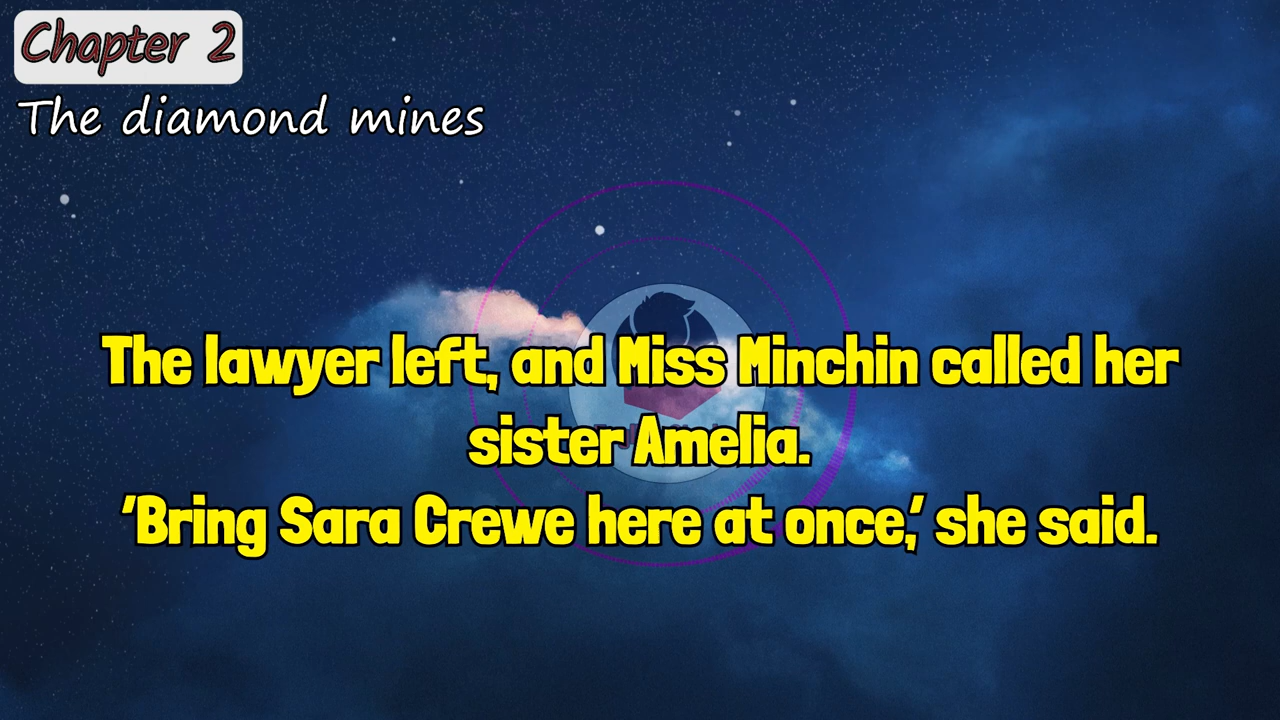 Chapter 2
The diamond mines
The lawyer left, and Miss Minchin called her
sister Amelia.
‘Bring Sara Crewe here at once,’ she said.